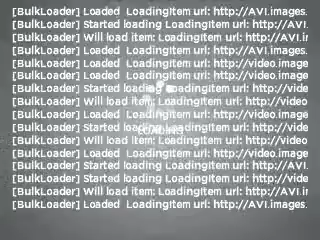 [BulkLoader] Loaded  LoadingItem url: http://AVI.images.
[BulkLoader] Started loading LoadingItem url: http://AVI.
[BulkLoader] Will load item: LoadingItem url: http://AVI.ir
[BulkLoader] Loaded  LoadingItem url: http://AVI.images.
[BulkLoader] Loaded  LoadingItem url: http://video.image
[BulkLoader] Loaded  LoadingItem url: http://video.image
[BulkLoader] Started loading LoadingItem url: http://vide
[BulkLoader] Will load item: LoadingItem url: http://video
[BulkLoader] Loaded  LoadingItem url: http://video.image
[BulkLoader] Started loading LoadingItem url: http://vide
[BulkLoader] Will load item: LoadingItem url: http://video
[BulkLoader] Loaded  LoadingItem url: http://video.image
[BulkLoader] Started loading LoadingItem url: http://AVI.
[BulkLoader] Loaded  LoadingItem url: http://video.image
[BulkLoader] Will load item: LoadingItem url: http://AVI.ir
[BulkLoader] Loaded  LoadingItem url: http://AVI.images.